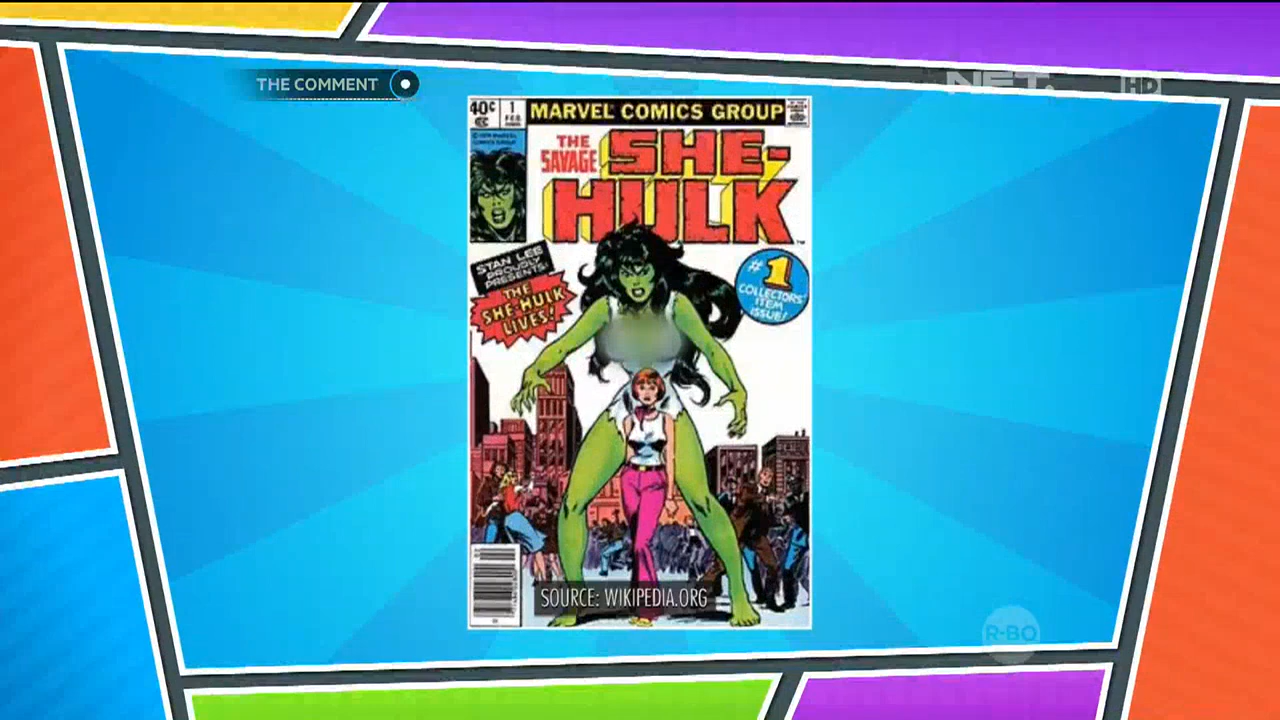 THE COMMENT
NET.
HD
40¢
1
FEB
MARVEL COMICS GROUP
THE
SAVAGE
SHE-
HULK
STAN LEE
PROUDLY
PRESENTS:
THE
SHE-HULK
LIVES!
#1
COLLECTORS'
ITEM
ISSUE!
SOURCE: WIKIPEDIA.ORG
R-BO